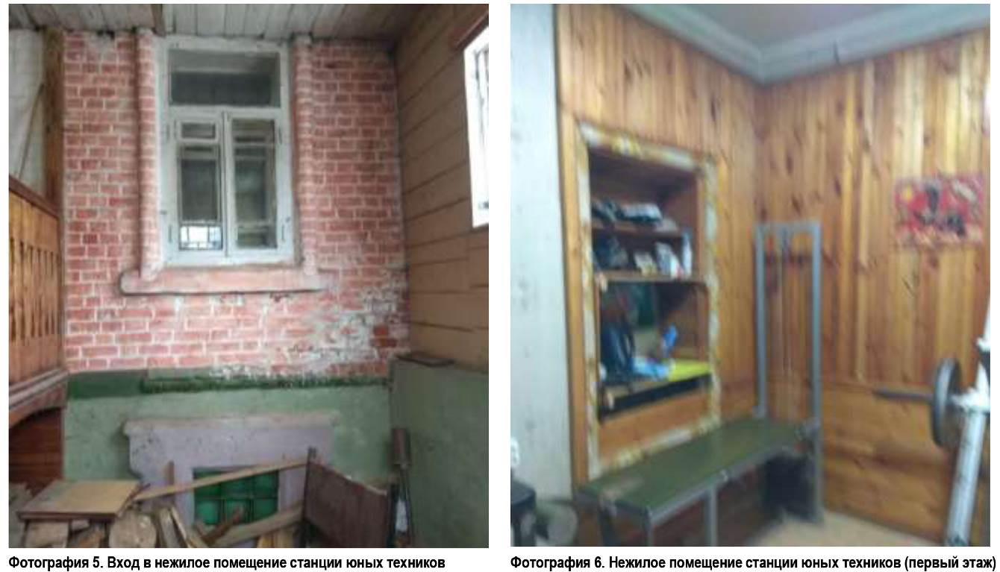 Фотография 5. Вход в нежилое помещение станции юных техников
Фотография 6. Нежилое помещение станции юных техников (первый этаж)